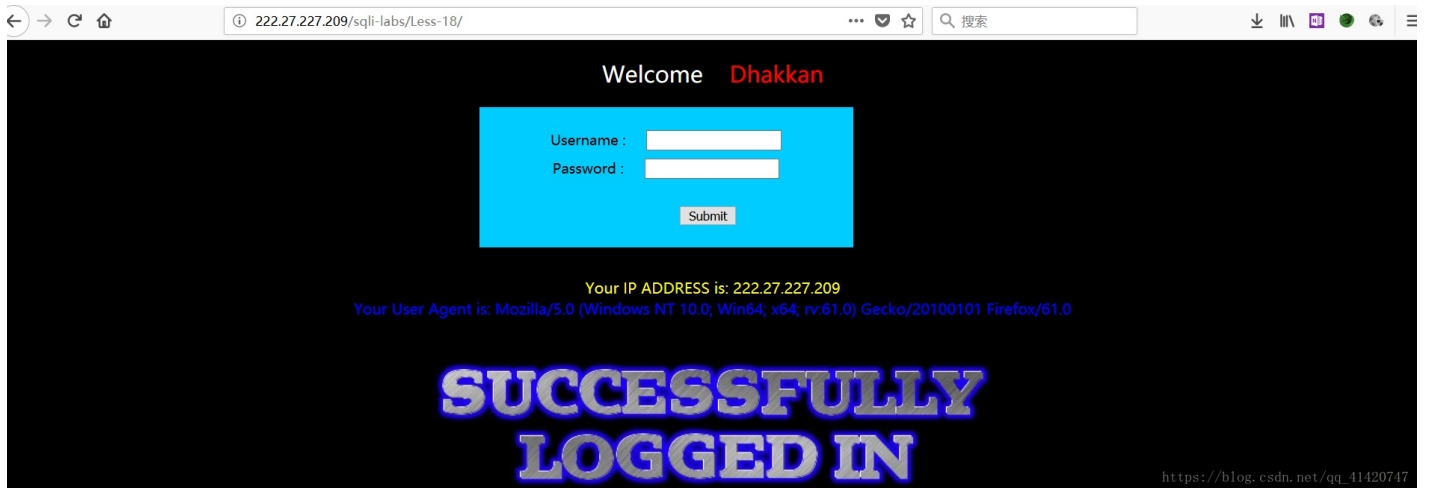 222.27.227.209/sqli-labs/Less-18/
搜索
Welcome Dhakkan
Username :
Password :
Submit
Your IP ADDRESS is: 222.27.227.209
Your User Agent is: Mozilla/5.0 (Windows NT 10.0; Win64; x64; rv:61.0) Gecko/20100101 Firefox/61.0
SUCCESSFULLY
LOGGED IN
https://blog.csdn.net/qq_41420747